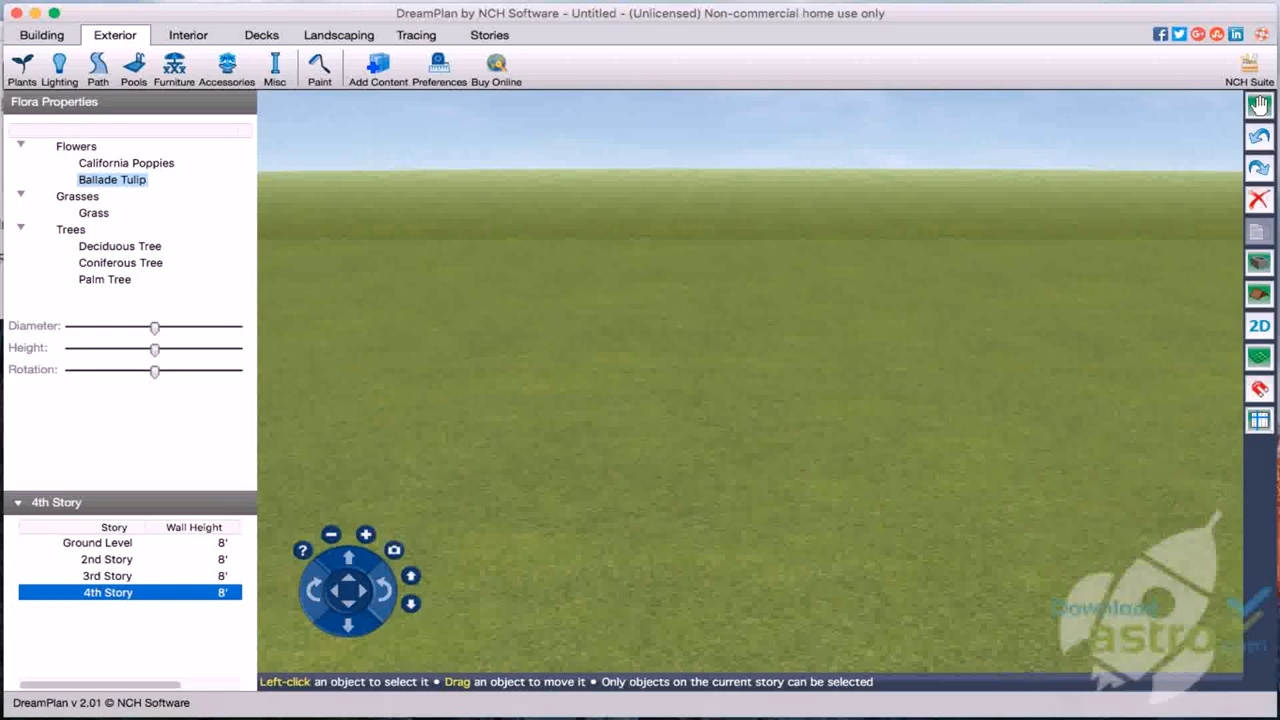 DreamPlan by NCH Software - Untitled - (Unlicensed) Non-commercial home use only
Building Exterior Interior Decks Landscaping Tracing Stories
Plants Lighting Path Pools Furniture Accessories Misc Paint Add Content Preferences Buy Online NCH Suite
Flora Properties
Flowers
California Poppies
Ballade Tulip
Grasses
Grass
Trees
Deciduous Tree
Coniferous Tree
Palm Tree
Diameter:
Height:
Rotation:
2D
4th Story
Story Wall Height
Ground Level 8'
2nd Story 8'
3rd Story 8'
4th Story 8'
?
Download
astro
.com
Left-click an object to select it • Drag an object to move it • Only objects on the current story can be selected
DreamPlan v 2.01 © NCH Software